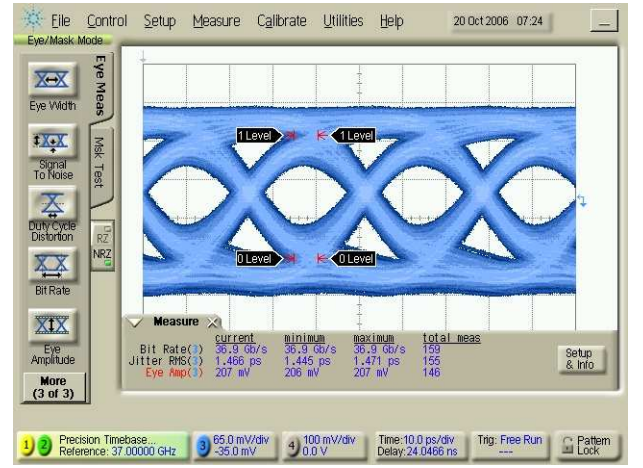 File Control Setup Measure Calibrate Utilities Help 20 Oct 2006 07:24
Eye/Mask Mode
Eye Meas
Msk Test
Eye Width
Signal
To Noise
Duty Cycle
Distortion
RZ
NRZ
Bit Rate
Eye
Amplitude
More
(3 of 3)
1 Level 1 Level
0 Level 0 Level
Measure
current minimum maximum total meas
Bit Rate(3) 36.9 Gb/s 36.9 Gb/s 36.9 Gb/s 159
Jitter RMS(3) 1.466 ps 1.445 ps 1.471 ps 155
Eye Amp(3) 207 mV 206 mV 207 mV 146
Setup
& Info
1 2 Precision Timebase...
Reference: 37.00000 GHz
3 65.0 mV/div
-35.0 mV
4 100 mV/div
0.0 V
Time:10.0 ps/div
Delay:24.0466 ns
Trig: Free Run
---
Pattern
Lock